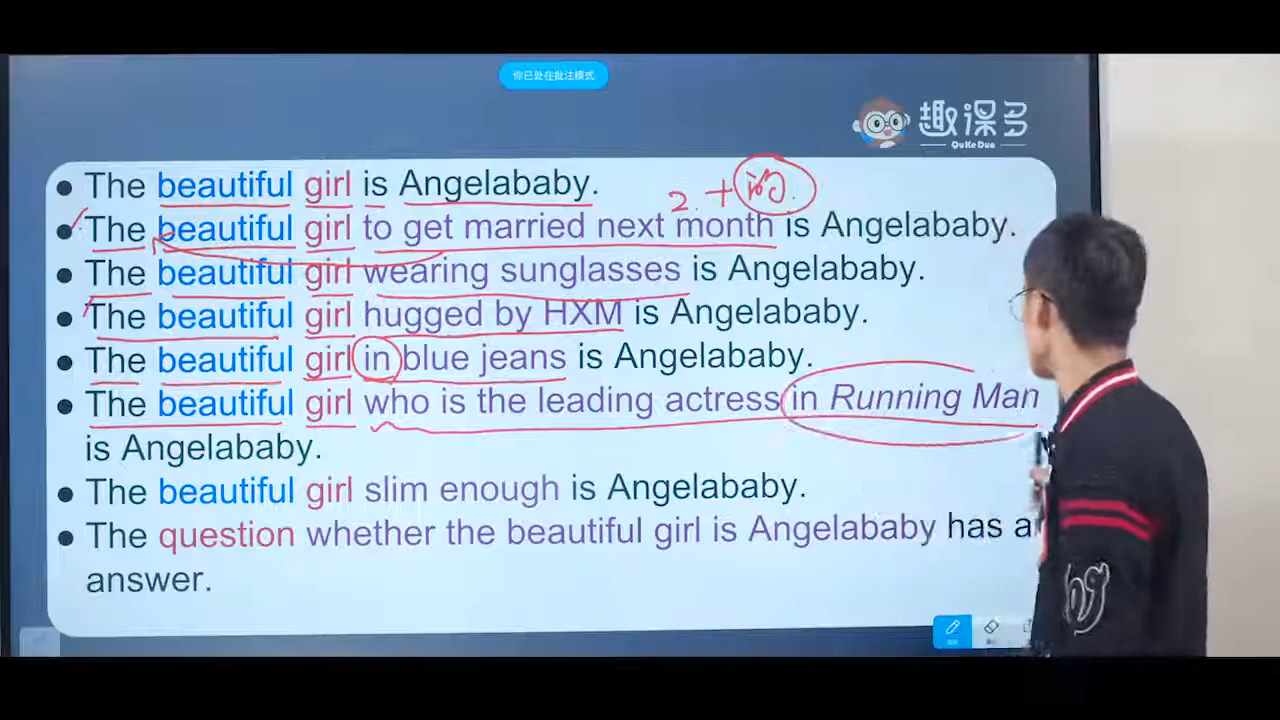 你已处在批注模式
趣课多
QuKeDuo
The beautiful girl is Angelababy.
2. + 的
The beautiful girl to get married next month is Angelababy.
The beautiful girl wearing sunglasses is Angelababy.
The beautiful girl hugged by HXM is Angelababy.
The beautiful girl in blue jeans is Angelababy.
The beautiful girl who is the leading actress in Running Man
is Angelababy.
The beautiful girl slim enough is Angelababy.
The question whether the beautiful girl is Angelababy has a
answer.